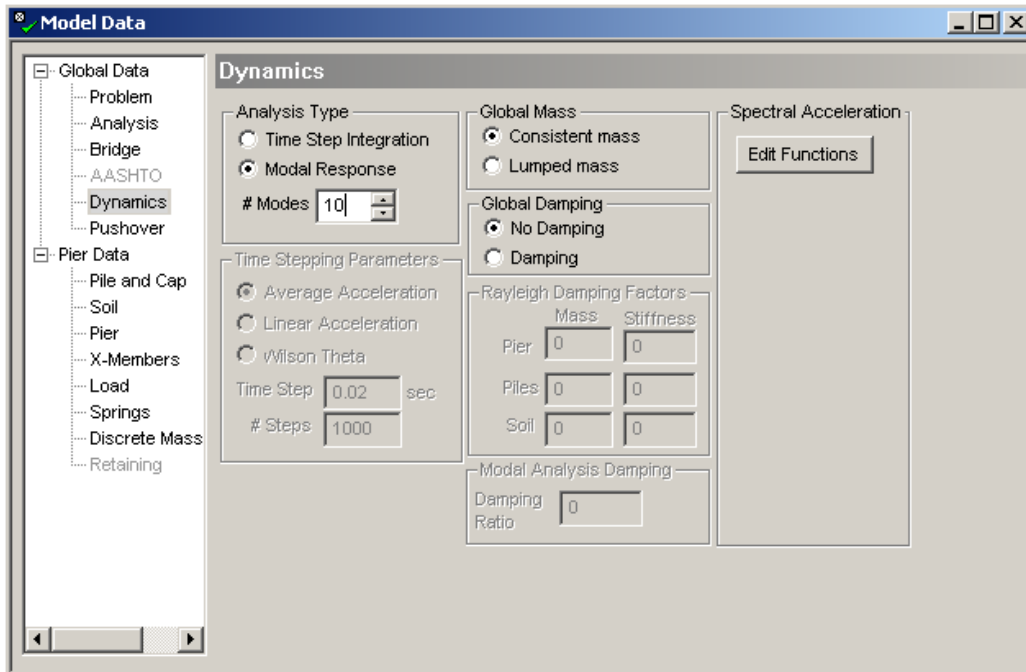 Model Data
Global Data
Problem
Analysis
Bridge
AASHTO
Dynamics
Pushover
Pier Data
Pile and Cap
Soil
Pier
X-Members
Load
Springs
Discrete Mass
Retaining
Dynamics
Analysis Type
Time Step Integration
Modal Response
# Modes 10
Time Stepping Parameters
Average Acceleration
Linear Acceleration
Wilson Theta
Time Step 0.02 sec
# Steps 1000
Global Mass
Consistent mass
Lumped mass
Global Damping
No Damping
Damping
Rayleigh Damping Factors
Mass Stiffness
Pier 0 0
Piles 0 0
Soil 0 0
Modal Analysis Damping
Damping
Ratio 0
Spectral Acceleration
Edit Functions